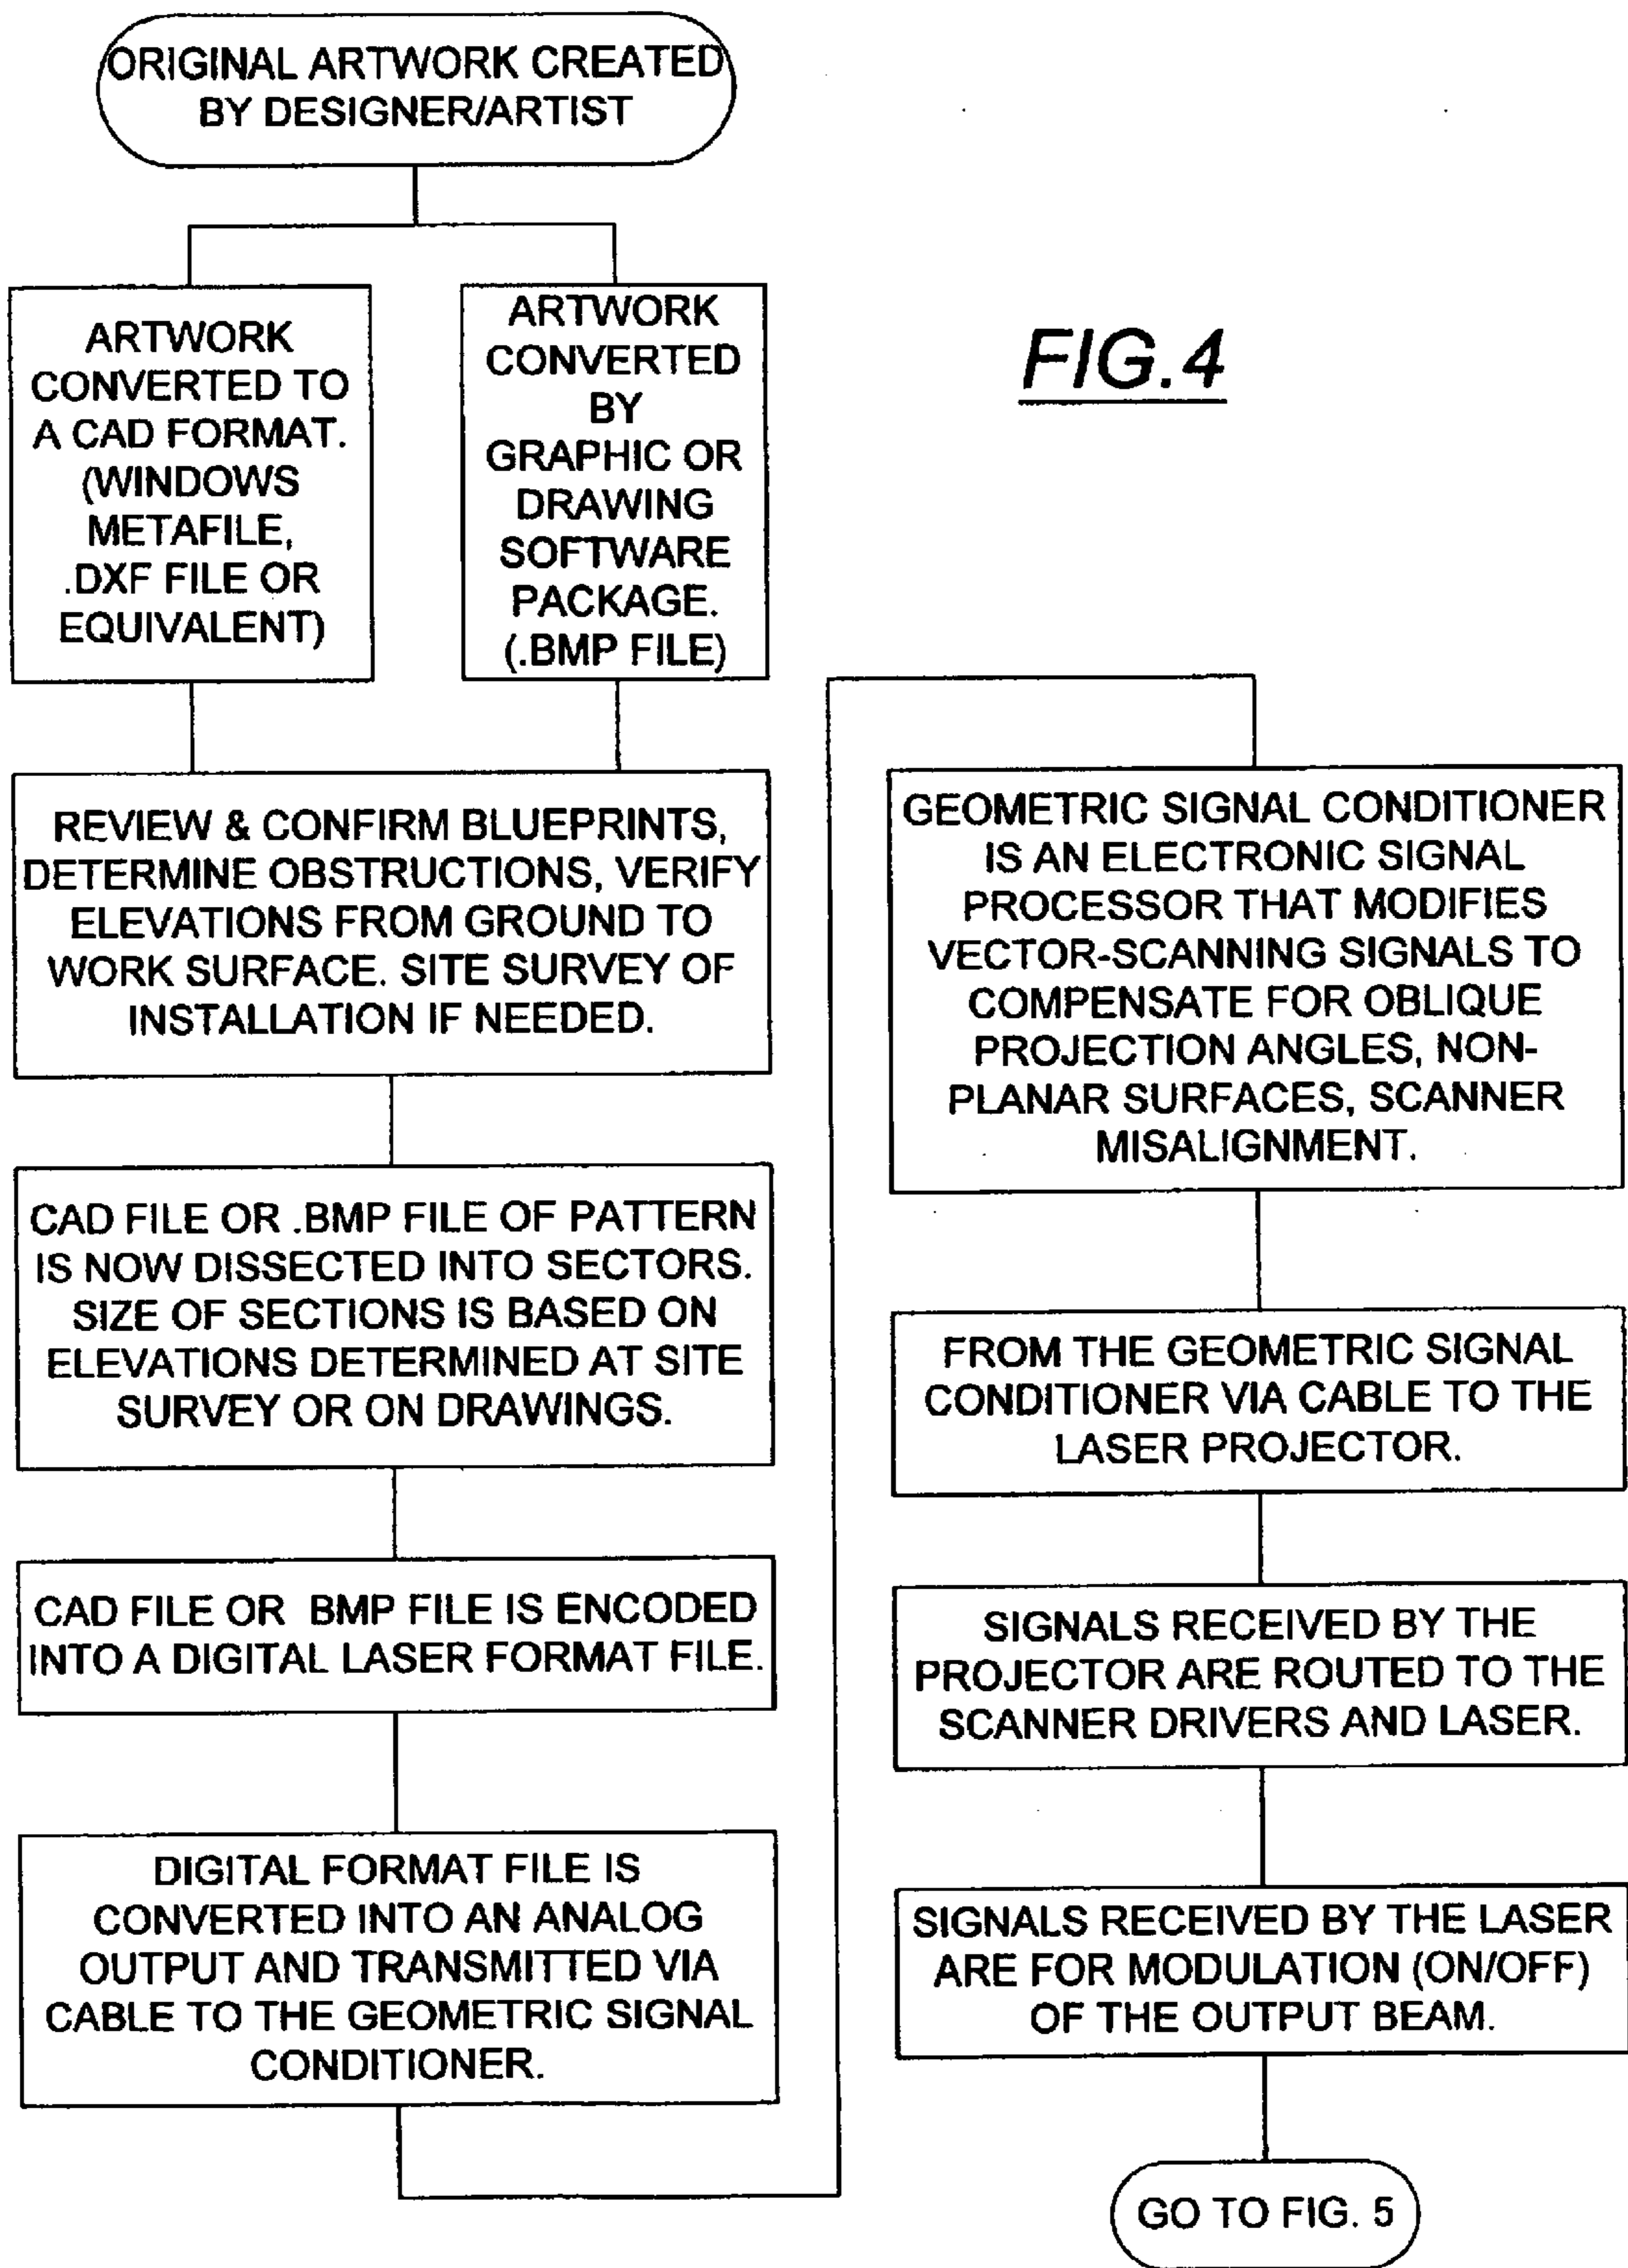 ORIGINAL ARTWORK CREATED
BY DESIGNER/ARTIST
ARTWORK
CONVERTED TO
A CAD FORMAT.
(WINDOWS
METAFILE,
.DXF FILE OR
EQUIVALENT)
ARTWORK
CONVERTED
BY
GRAPHIC OR
DRAWING
SOFTWARE
PACKAGE.
(.BMP FILE)
FIG.4
REVIEW & CONFIRM BLUEPRINTS,
DETERMINE OBSTRUCTIONS, VERIFY
ELEVATIONS FROM GROUND TO
WORK SURFACE. SITE SURVEY OF
INSTALLATION IF NEEDED.
CAD FILE OR .BMP FILE OF PATTERN
IS NOW DISSECTED INTO SECTORS.
SIZE OF SECTIONS IS BASED ON
ELEVATIONS DETERMINED AT SITE
SURVEY OR ON DRAWINGS.
CAD FILE OR BMP FILE IS ENCODED
INTO A DIGITAL LASER FORMAT FILE.
DIGITAL FORMAT FILE IS
CONVERTED INTO AN ANALOG
OUTPUT AND TRANSMITTED VIA
CABLE TO THE GEOMETRIC SIGNAL
CONDITIONER.
GEOMETRIC SIGNAL CONDITIONER
IS AN ELECTRONIC SIGNAL
PROCESSOR THAT MODIFIES
VECTOR-SCANNING SIGNALS TO
COMPENSATE FOR OBLIQUE
PROJECTION ANGLES, NON-
PLANAR SURFACES, SCANNER
MISALIGNMENT.
FROM THE GEOMETRIC SIGNAL
CONDITIONER VIA CABLE TO THE
LASER PROJECTOR.
SIGNALS RECEIVED BY THE
PROJECTOR ARE ROUTED TO THE
SCANNER DRIVERS AND LASER.
SIGNALS RECEIVED BY THE LASER
ARE FOR MODULATION (ON/OFF)
OF THE OUTPUT BEAM.
GO TO FIG. 5